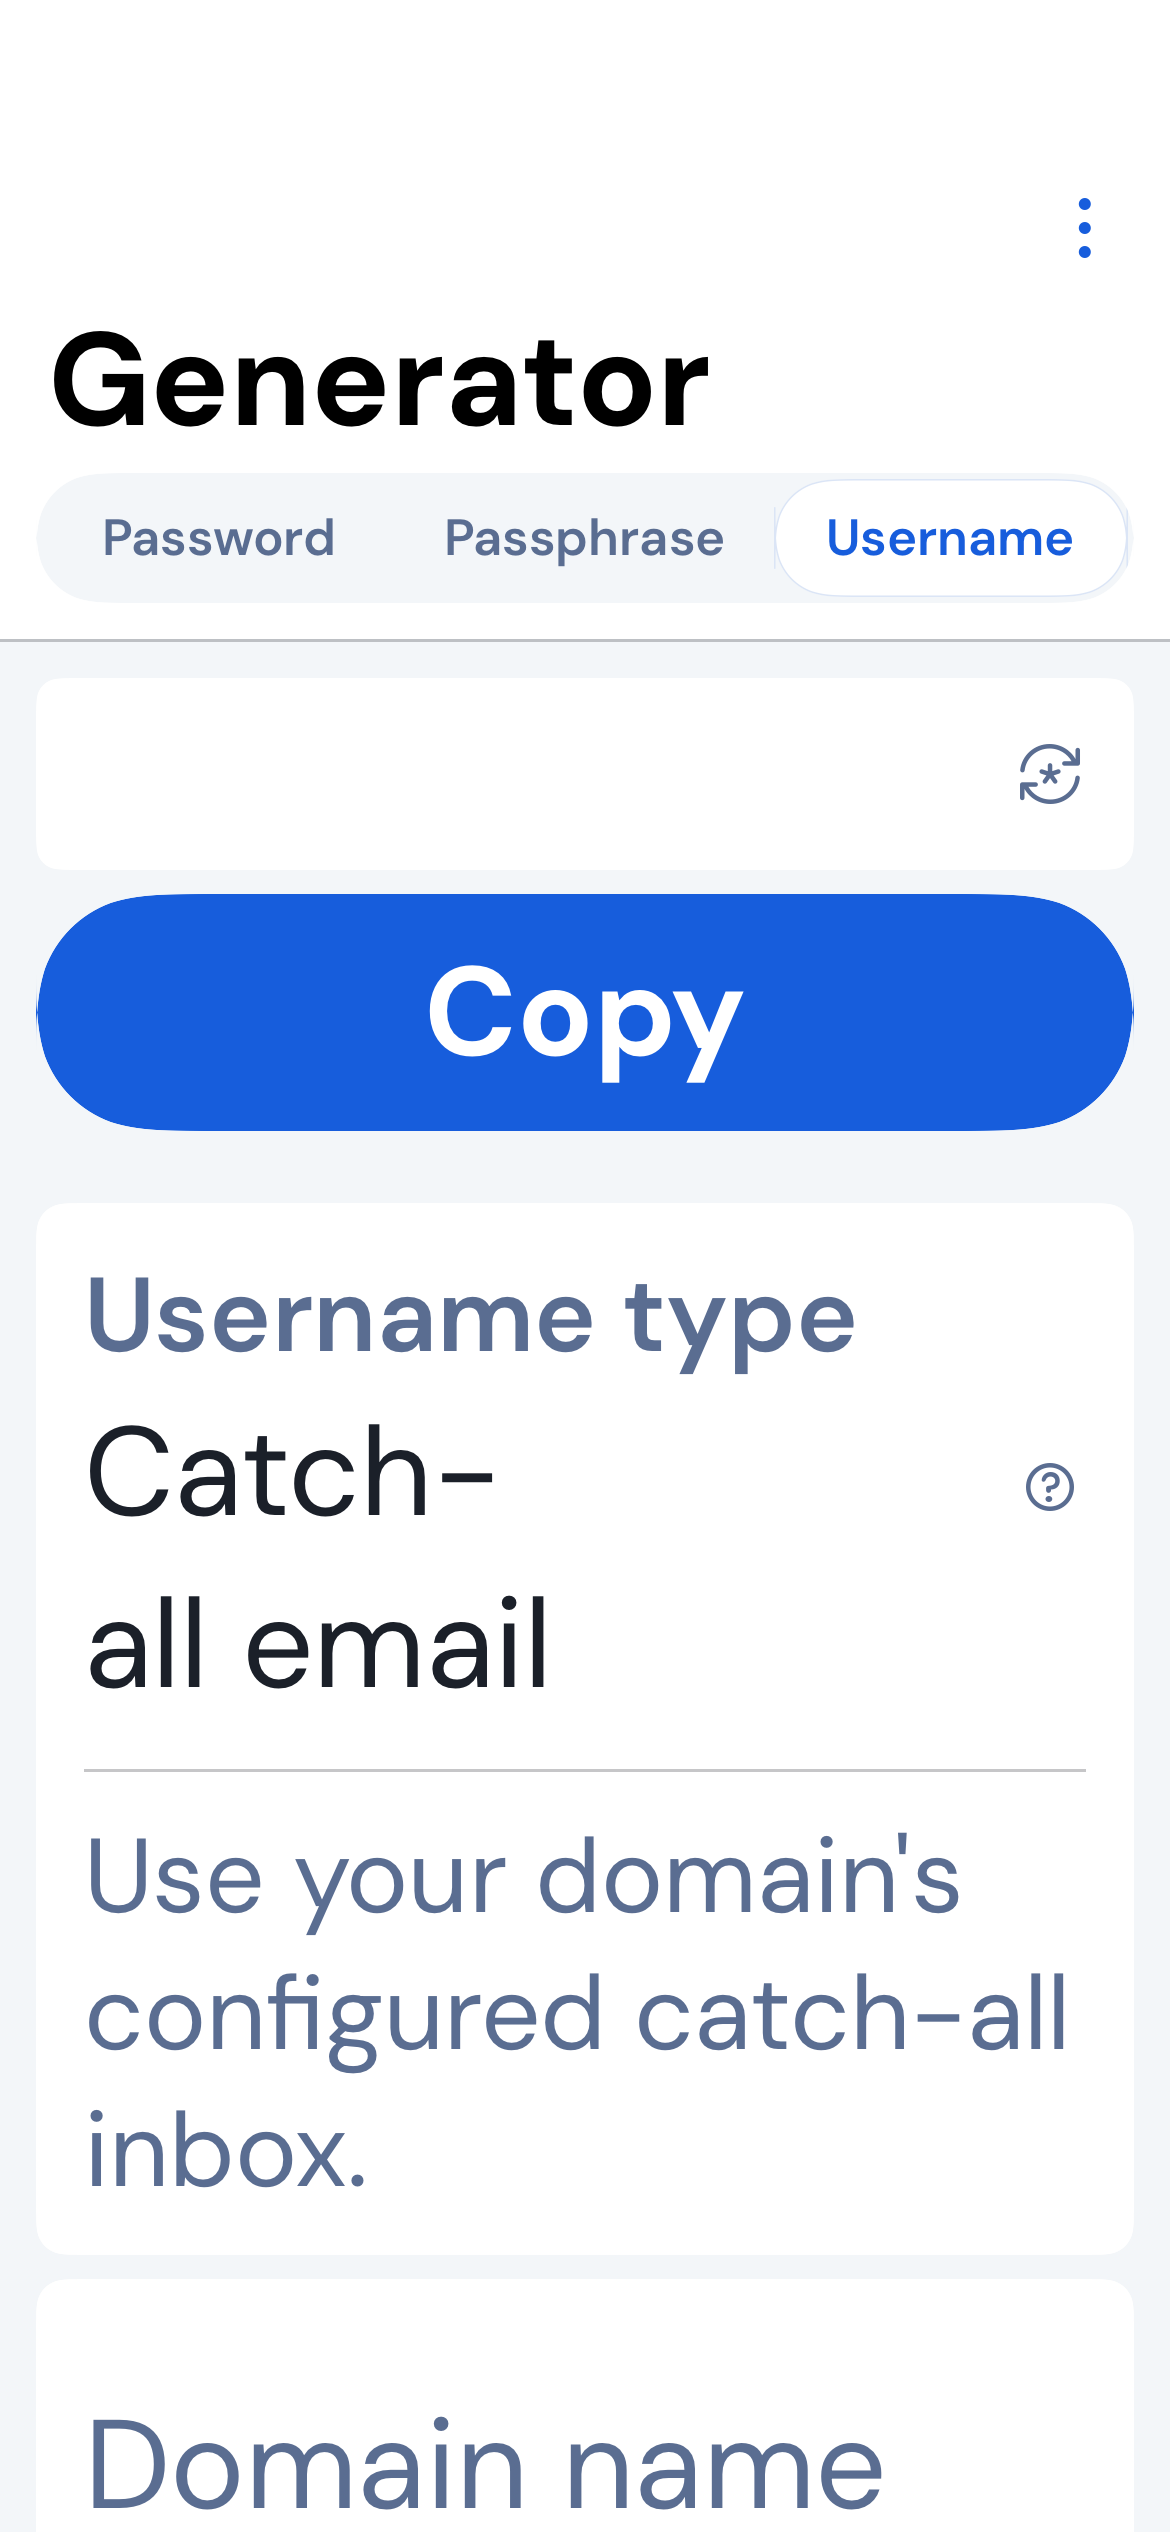 Generator
Password Passphrase Username
Copy
Username type
Catch-
all email
Use your domain's
configured catch-all
inbox.
Domain name